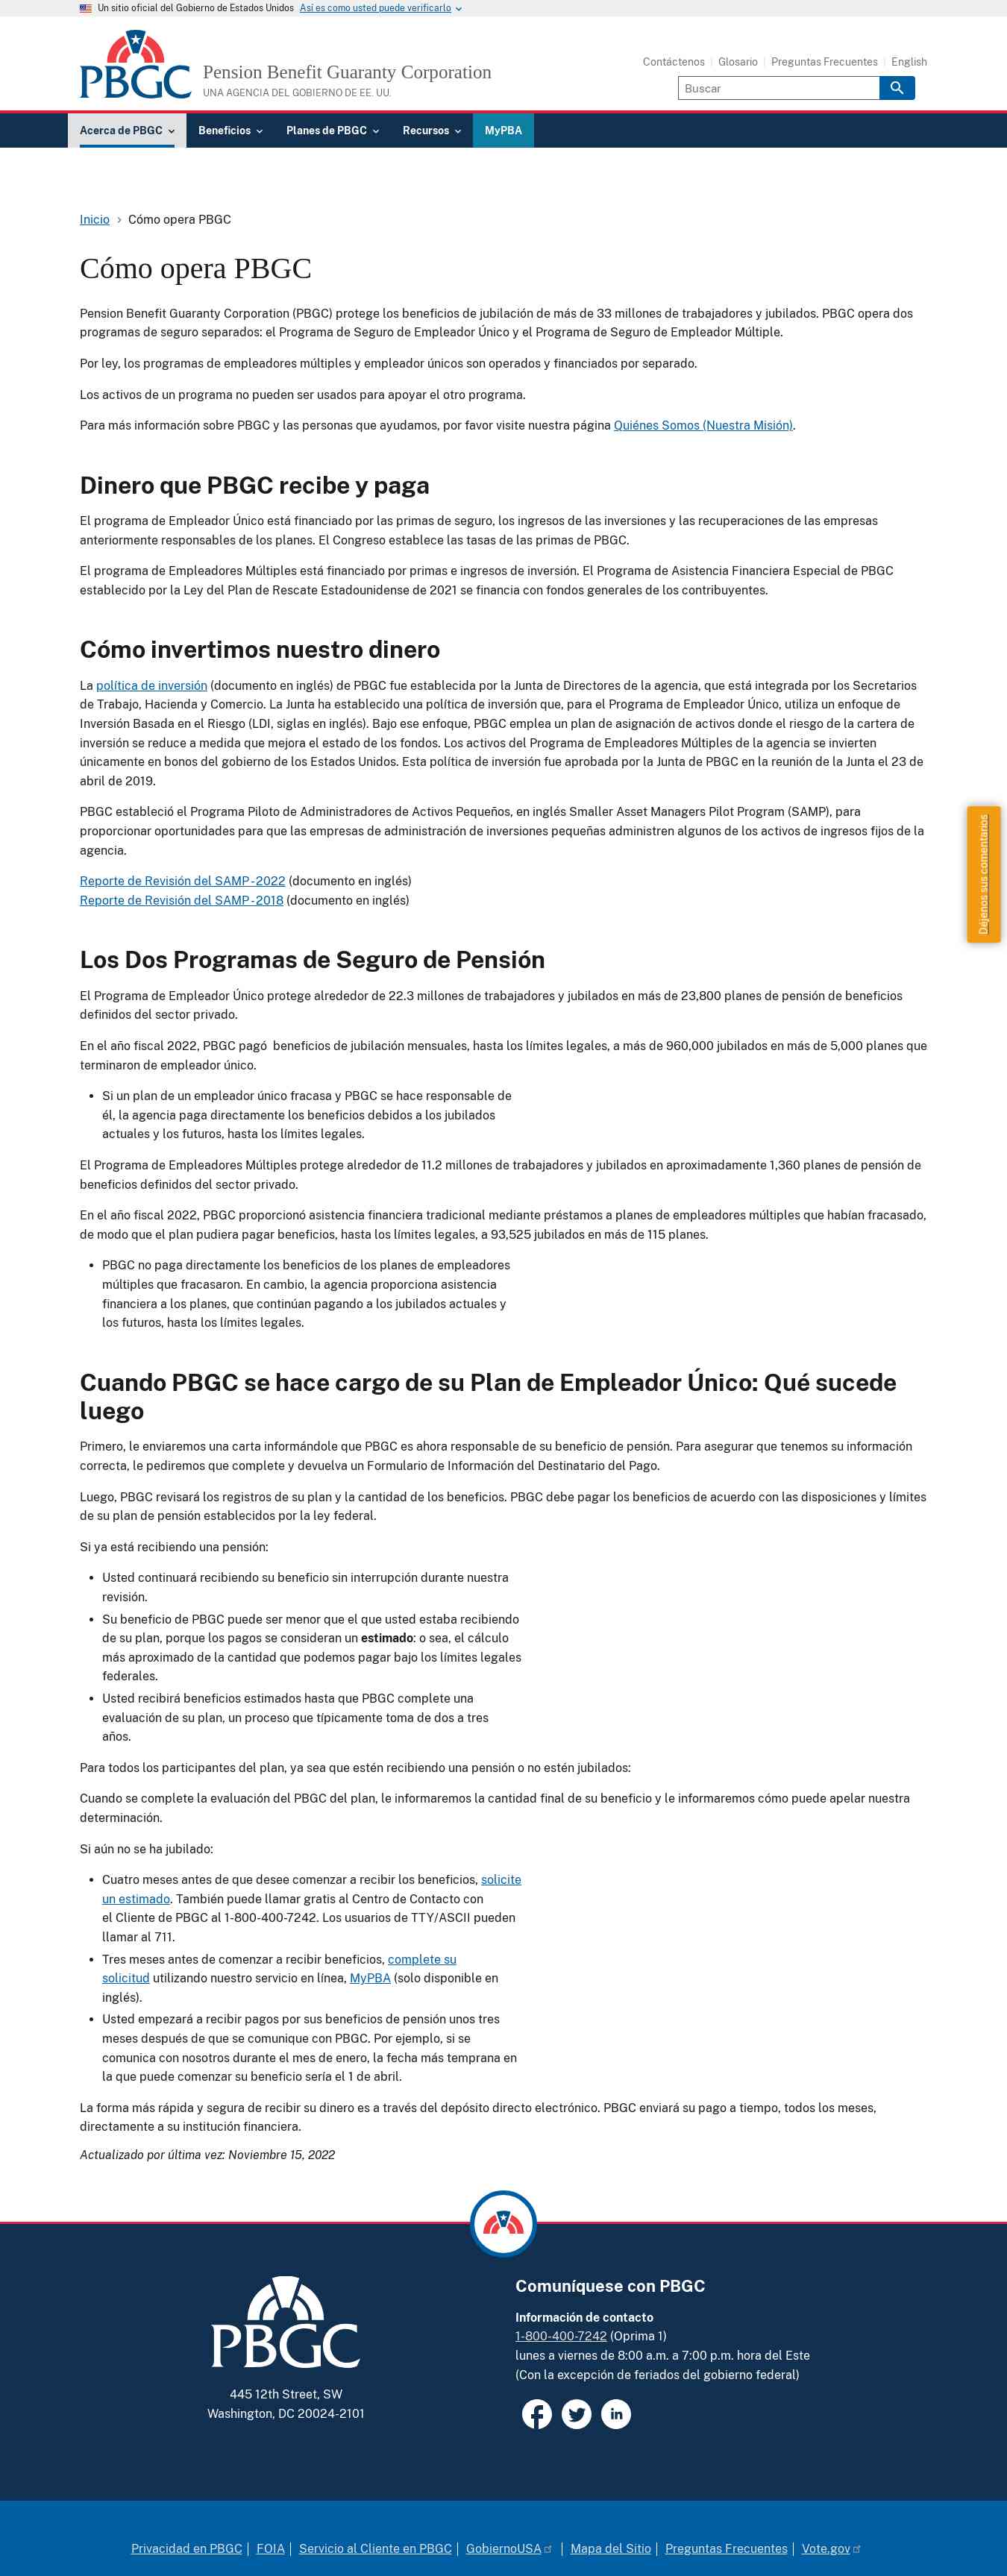 Un sitio oficial del Gobierno de Estados Unidos Así es como usted puede verificarlo
PBGC
Pension Benefit Guaranty Corporation
UNA AGENCIA DEL GOBIERNO DE EE. UU.
Contáctenos Glosario Preguntas Frecuentes English
Buscar
Acerca de PBGC Beneficios Planes de PBGC Recursos MyPBA
Inicio > Cómo opera PBGC
Cómo opera PBGC
Pension Benefit Guaranty Corporation (PBGC) protege los beneficios de jubilación de más de 33 millones de trabajadores y jubilados. PBGC opera dos
programas de seguro separados: el Programa de Seguro de Empleador Único y el Programa de Seguro de Empleador Múltiple.
Por ley, los programas de empleadores múltiples y empleador únicos son operados y financiados por separado.
Los activos de un programa no pueden ser usados para apoyar el otro programa.
Para más información sobre PBGC y las personas que ayudamos, por favor visite nuestra página Quiénes Somos (Nuestra Misión).
Dinero que PBGC recibe y paga
El programa de Empleador Único está financiado por las primas de seguro, los ingresos de las inversiones y las recuperaciones de las empresas
anteriormente responsables de los planes. El Congreso establece las tasas de las primas de PBGC.
El programa de Empleadores Múltiples está financiado por primas e ingresos de inversión. El Programa de Asistencia Financiera Especial de PBGC
establecido por la Ley del Plan de Rescate Estadounidense de 2021 se financia con fondos generales de los contribuyentes.
Cómo invertimos nuestro dinero
La política de inversión (documento en inglés) de PBGC fue establecida por la Junta de Directores de la agencia, que está integrada por los Secretarios
de Trabajo, Hacienda y Comercio. La Junta ha establecido una política de inversión que, para el Programa de Empleador Único, utiliza un enfoque de
Inversión Basada en el Riesgo (LDI, siglas en inglés). Bajo ese enfoque, PBGC emplea un plan de asignación de activos donde el riesgo de la cartera de
inversión se reduce a medida que mejora el estado de los fondos. Los activos del Programa de Empleadores Múltiples de la agencia se invierten
únicamente en bonos del gobierno de los Estados Unidos. Esta política de inversión fue aprobada por la Junta de PBGC en la reunión de la Junta el 23 de
abril de 2019.
PBGC estableció el Programa Piloto de Administradores de Activos Pequeños, en inglés Smaller Asset Managers Pilot Program (SAMP), para
proporcionar oportunidades para que las empresas de administración de inversiones pequeñas administren algunos de los activos de ingresos fijos de la
agencia.
Déjenos sus comentarios
Reporte de Revisión del SAMP - 2022 (documento en inglés)
Reporte de Revisión del SAMP - 2018 (documento en inglés)
Los Dos Programas de Seguro de Pensión
El Programa de Empleador Único protege alrededor de 22.3 millones de trabajadores y jubilados en más de 23,800 planes de pensión de beneficios
definidos del sector privado.
En el año fiscal 2022, PBGC pagó beneficios de jubilación mensuales, hasta los límites legales, a más de 960,000 jubilados en más de 5,000 planes que
terminaron de empleador único.
• Si un plan de un empleador único fracasa y PBGC se hace responsable de
él, la agencia paga directamente los beneficios debidos a los jubilados
actuales y los futuros, hasta los límites legales.
El Programa de Empleadores Múltiples protege alrededor de 11.2 millones de trabajadores y jubilados en aproximadamente 1,360 planes de pensión de
beneficios definidos del sector privado.
En el año fiscal 2022, PBGC proporcionó asistencia financiera tradicional mediante préstamos a planes de empleadores múltiples que habían fracasado,
de modo que el plan pudiera pagar beneficios, hasta los límites legales, a 93,525 jubilados en más de 115 planes.
• PBGC no paga directamente los beneficios de los planes de empleadores
múltiples que fracasaron. En cambio, la agencia proporciona asistencia
financiera a los planes, que continúan pagando a los jubilados actuales y
los futuros, hasta los límites legales.
Cuando PBGC se hace cargo de su Plan de Empleador Único: Qué sucede
luego
Primero, le enviaremos una carta informándole que PBGC es ahora responsable de su beneficio de pensión. Para asegurar que tenemos su información
correcta, le pediremos que complete y devuelva un Formulario de Información del Destinatario del Pago.
Luego, PBGC revisará los registros de su plan y la cantidad de los beneficios. PBGC debe pagar los beneficios de acuerdo con las disposiciones y límites
de su plan de pensión establecidos por la ley federal.
Si ya está recibiendo una pensión:
• Usted continuará recibiendo su beneficio sin interrupción durante nuestra
revisión.
• Su beneficio de PBGC puede ser menor que el que usted estaba recibiendo
de su plan, porque los pagos se consideran un estimado: o sea, el cálculo
más aproximado de la cantidad que podemos pagar bajo los límites legales
federales.
• Usted recibirá beneficios estimados hasta que PBGC complete una
evaluación de su plan, un proceso que típicamente toma de dos a tres
años.
Para todos los participantes del plan, ya sea que estén recibiendo una pensión o no estén jubilados:
Cuando se complete la evaluación del PBGC del plan, le informaremos la cantidad final de su beneficio y le informaremos cómo puede apelar nuestra
determinación.
Si aún no se ha jubilado:
• Cuatro meses antes de que desee comenzar a recibir los beneficios, solicite
un estimado. También puede llamar gratis al Centro de Contacto con
el Cliente de PBGC al 1-800-400-7242. Los usuarios de TTY/ASCII pueden
llamar al 711.
• Tres meses antes de comenzar a recibir beneficios, complete su
solicitud utilizando nuestro servicio en línea, MyPBA (solo disponible en
inglés).
• Usted empezará a recibir pagos por sus beneficios de pensión unos tres
meses después de que se comunique con PBGC. Por ejemplo, si se
comunica con nosotros durante el mes de enero, la fecha más temprana en
la que puede comenzar su beneficio sería el 1 de abril.
La forma más rápida y segura de recibir su dinero es a través del depósito directo electrónico. PBGC enviará su pago a tiempo, todos los meses,
directamente a su institución financiera.
Actualizado por última vez: Noviembre 15, 2022
PBGC
445 12th Street, SW
Washington, DC 20024-2101
Comuníquese con PBGC
Información de contacto
1-800-400-7242 (Oprima 1)
lunes a viernes de 8:00 a.m. a 7:00 p.m. hora del Este
(Con la excepción de feriados del gobierno federal)
Privacidad en PBGC | FOIA | Servicio al Cliente en PBGC | GobiernoUSA | Mapa del Sitio | Preguntas Frecuentes | Vote.gov